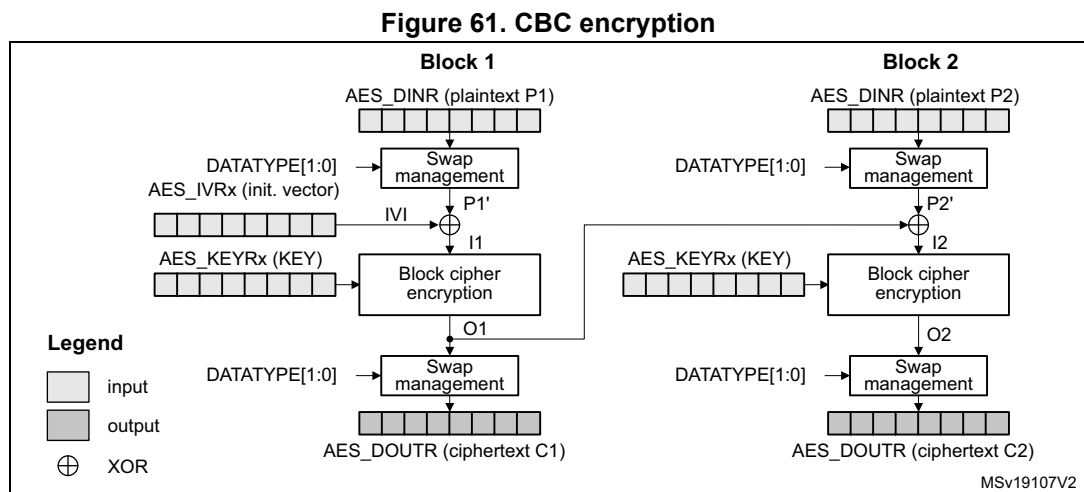 Figure 61. CBC encryption
Block 1
Block 2
AES_DINR (plaintext P1)
AES_DINR (plaintext P2)
DATATYPE[1:0]
Swap
management
DATATYPE[1:0]
Swap
management
AES_IVRx (init. vector)
P1'
P2'
IVI
I1
I2
AES_KEYRx (KEY)
Block cipher
encryption
AES_KEYRx (KEY)
Block cipher
encryption
O1
O2
Legend
input
output
XOR
DATATYPE[1:0]
Swap
management
DATATYPE[1:0]
Swap
management
AES_DOUTR (ciphertext C1)
AES_DOUTR (ciphertext C2)
MSv19107V2